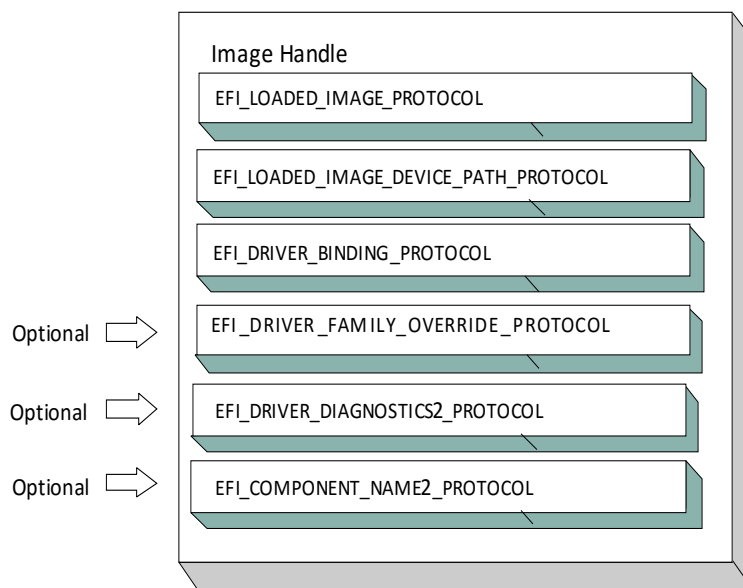 Image Handle
EFI_LOADED_IMAGE_PROTOCOL
EFI_LOADED_IMAGE_DEVICE_PATH_PROTOCOL
EFI_DRIVER_BINDING_PROTOCOL
Optional
EFI_DRIVER_FAMILY_OVERRIDE_PROTOCOL
Optional
EFI_DRIVER_DIAGNOSTICS2_PROTOCOL
Optional
EFI_COMPONENT_NAME2_PROTOCOL